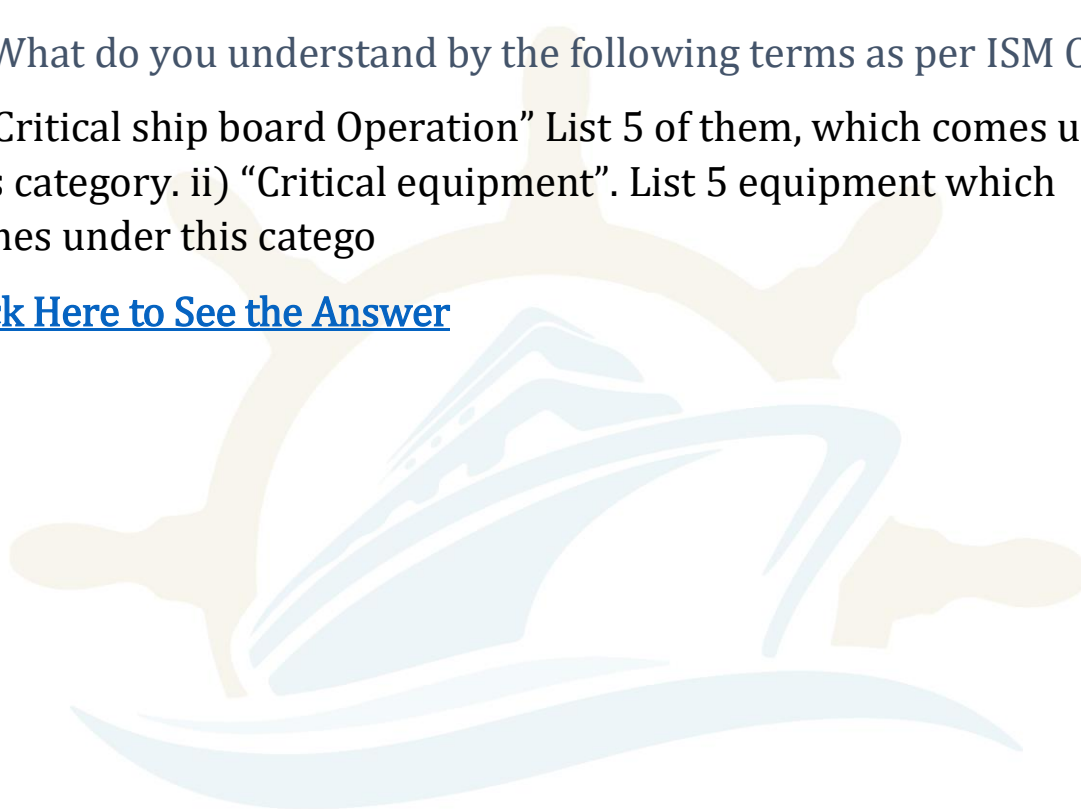 What do you understand by the following terms as per ISM
Critical ship board Operation” List 5 of them, which comes
category. ii) “Critical equipment”. List 5 equipment which
under this catego
Here to See the Answer